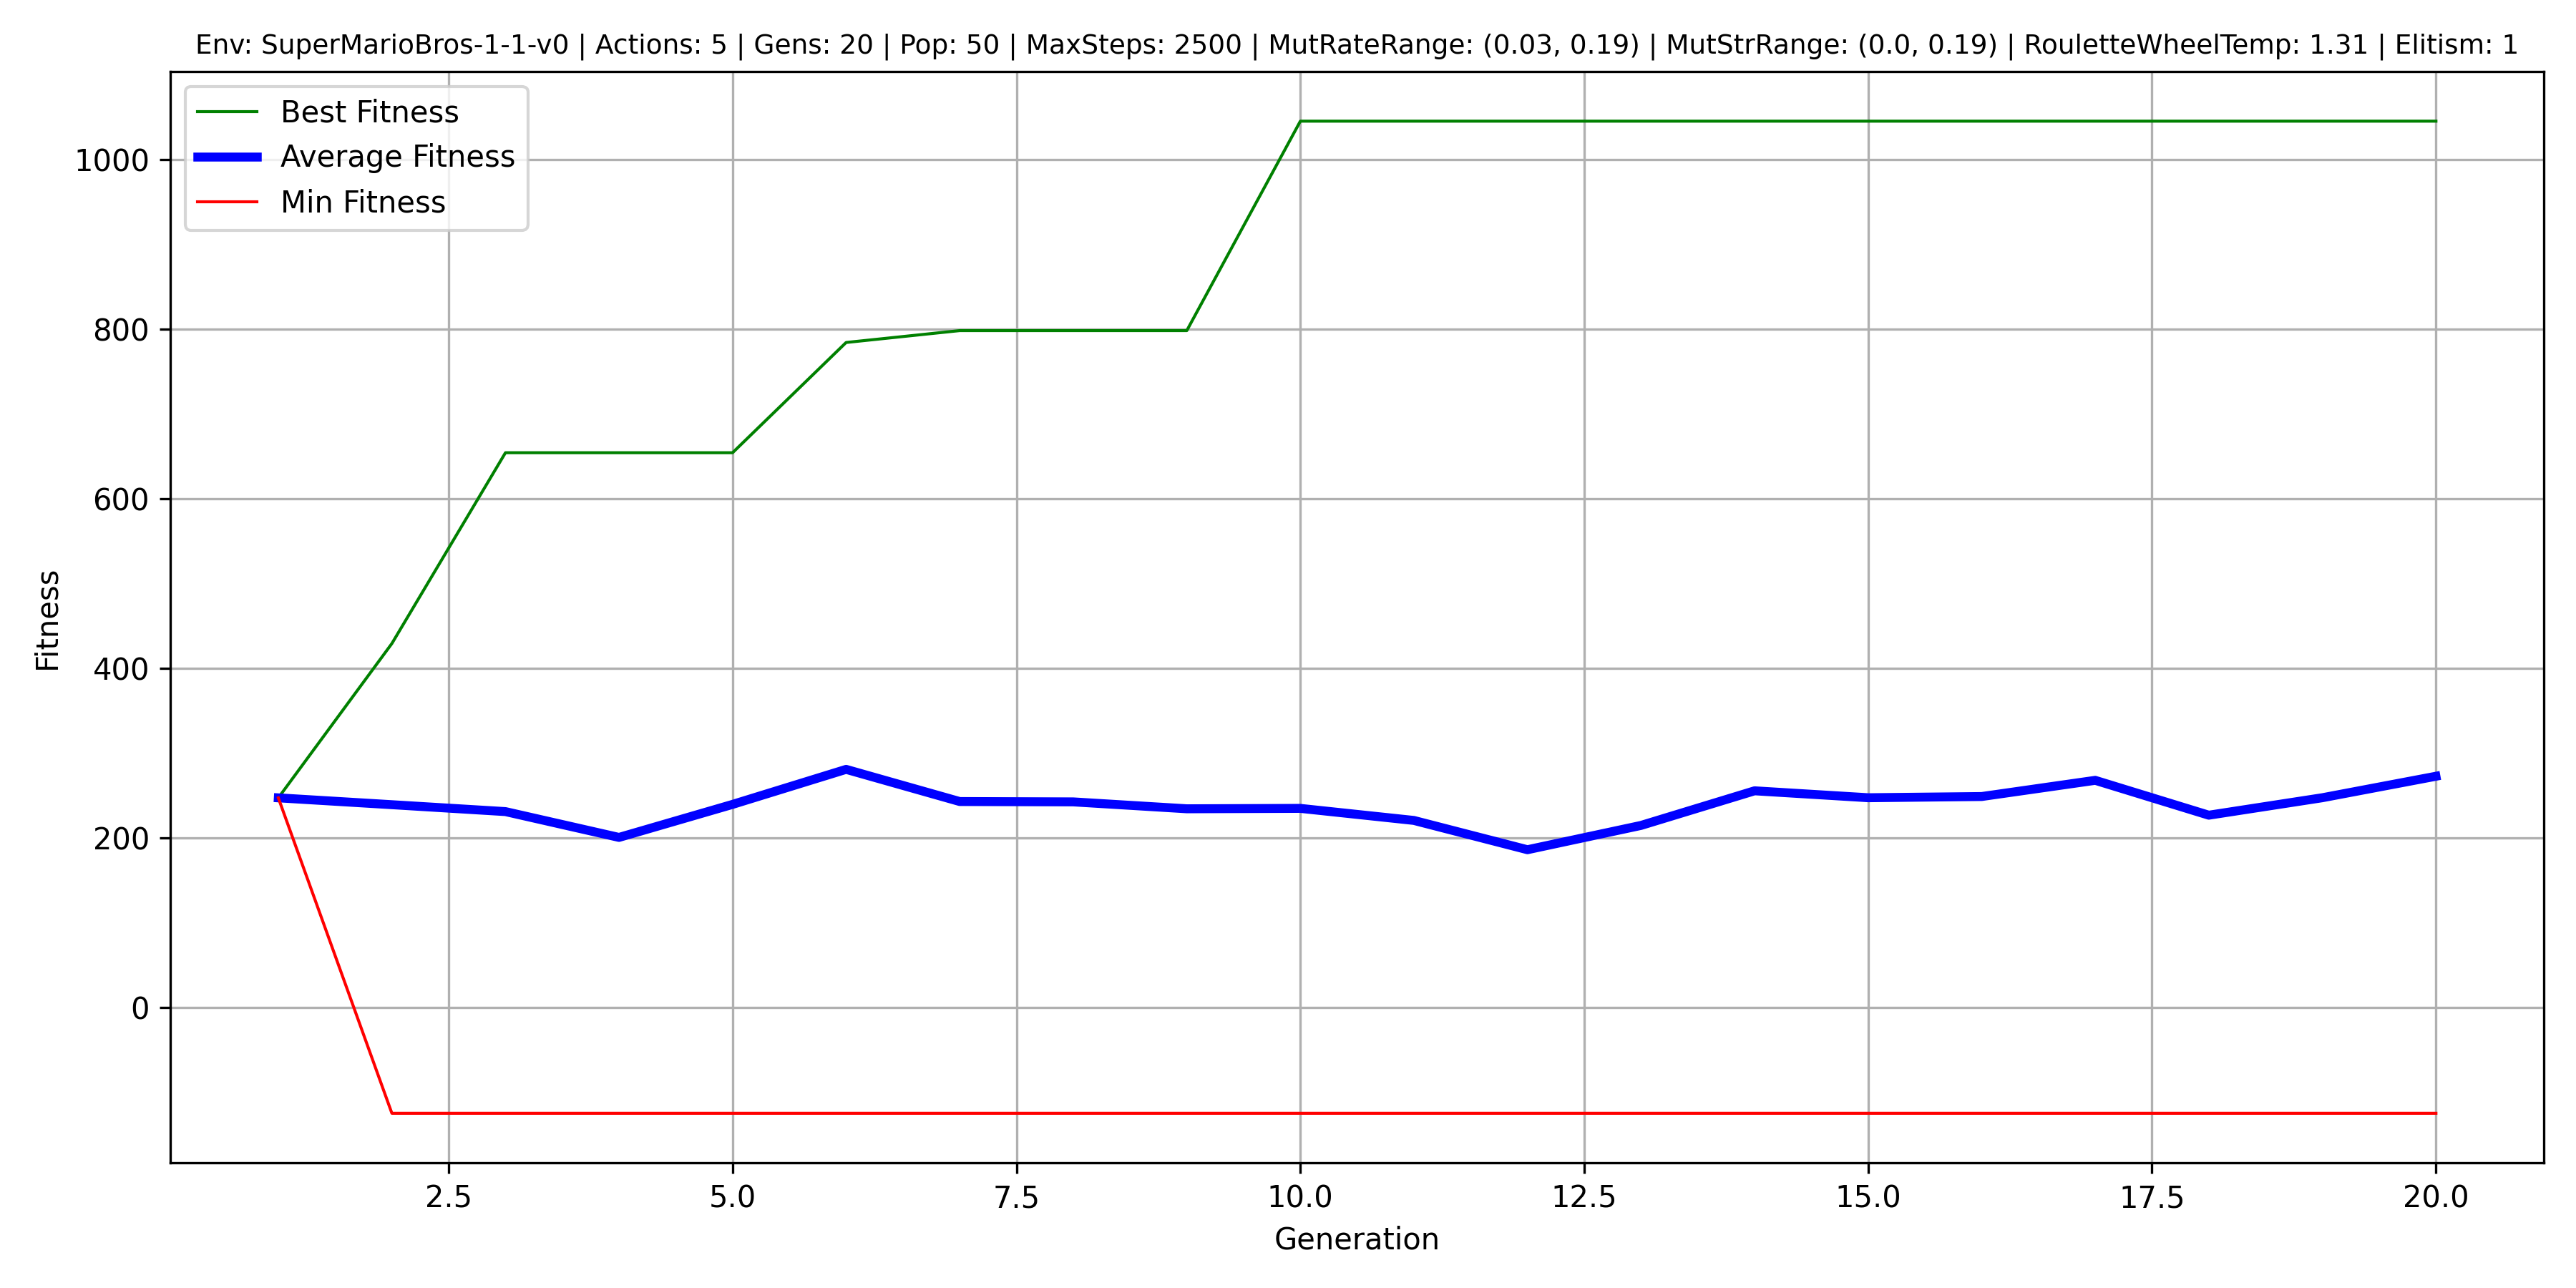 Env: SuperMarioBros-1-1-v0 | Actions: 5 | Gens: 20 | Pop: 50 | MaxSteps: 2500 | MutRateRange: (0.03, 0.19) | MutStrRange: (0.0, 0.19) | RouletteWheelTemp: 1.31 | Elitism: 1
Best Fitness
Average Fitness
Min Fitness
1000
800
600
400
200
0
Fitness
2.5 5.0 7.5 10.0 12.5 15.0 17.5 20.0
Generation